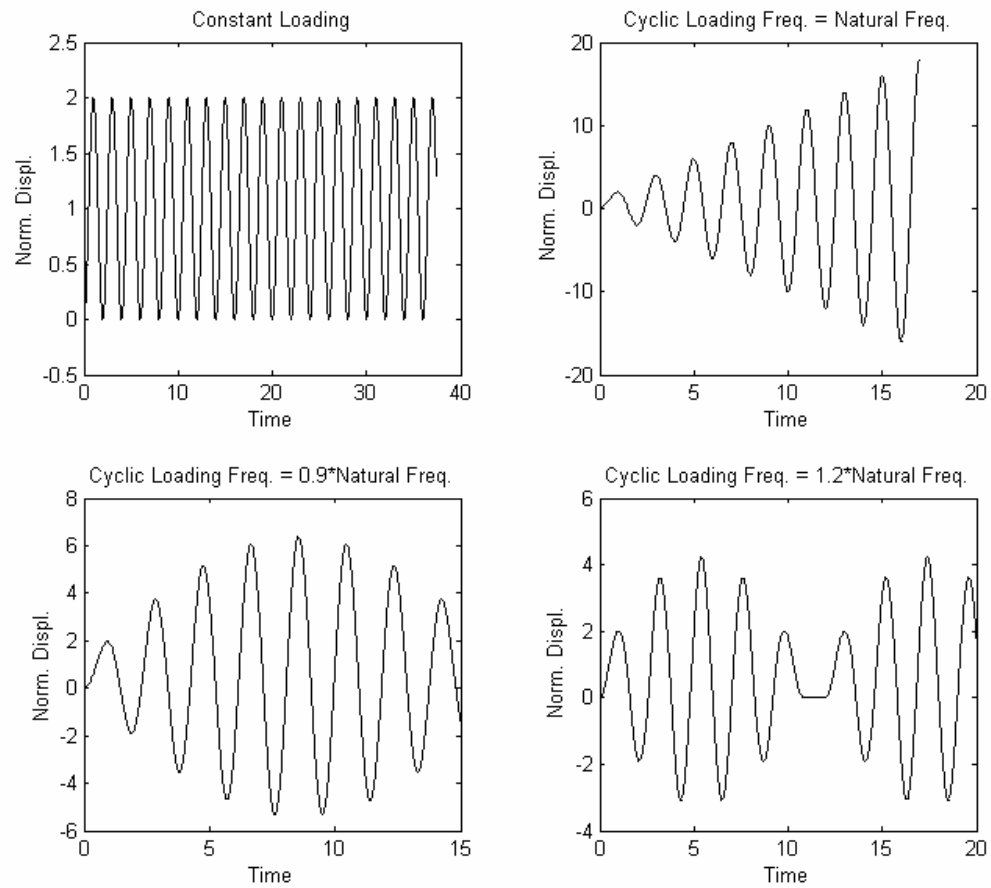 Constant Loading
2.5
2
1.5
1
0.5
0
-0.5
Norm. Displ.
0 10 20 30 40
Time
Cyclic Loading Freq. = Natural Freq.
20
10
0
-10
-20
Norm. Displ.
0 5 10 15 20
Time
Cyclic Loading Freq. = 0.9*Natural Freq.
8
6
4
2
0
-2
-4
-6
Norm. Displ.
0 5 10 15
Time
Cyclic Loading Freq. = 1.2*Natural Freq.
6
4
2
0
-2
-4
Norm. Displ.
0 5 10 15 20
Time